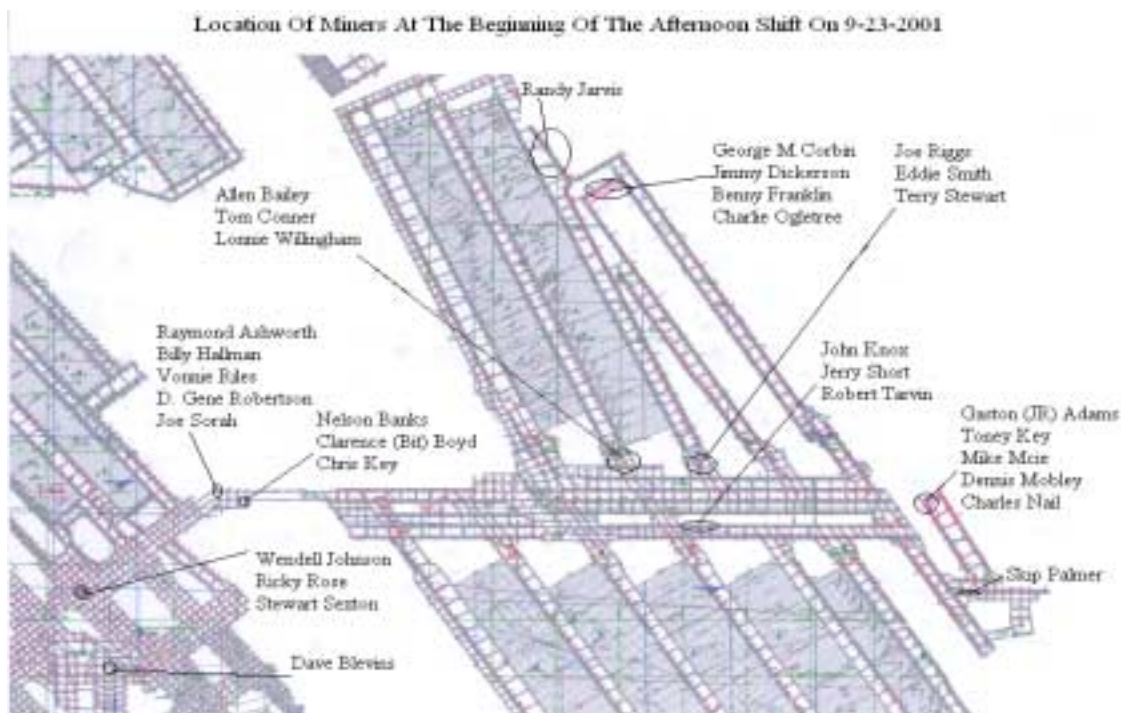 Location Of Miners At The Beginning Of The Afternoon Shift On 9-23-2001
Randy Jarvis
George M. Corbin
Jimmy Dickerson
Benny Franklin
Charlie Ogletree
Joe Riggs
Eddie Smith
Terry Stewart
Allen Bailey
Tom Conner
Lonnie Willingham
Raymond Ashworth
Billy Hallman
Vonnie Riles
D. Gene Robertson
Joe Sorah
Nelson Banks
Clarence (Bit) Boyd
Chris Key
John Knox
Jerry Short
Robert Tarvin
Gaston (JR) Adams
Toney Key
Mike Mcie
Dennis Mobley
Charles Nail
Skip Palmer
Wendell Johnson
Ricky Rose
Stewart Sexton
Dave Blevins